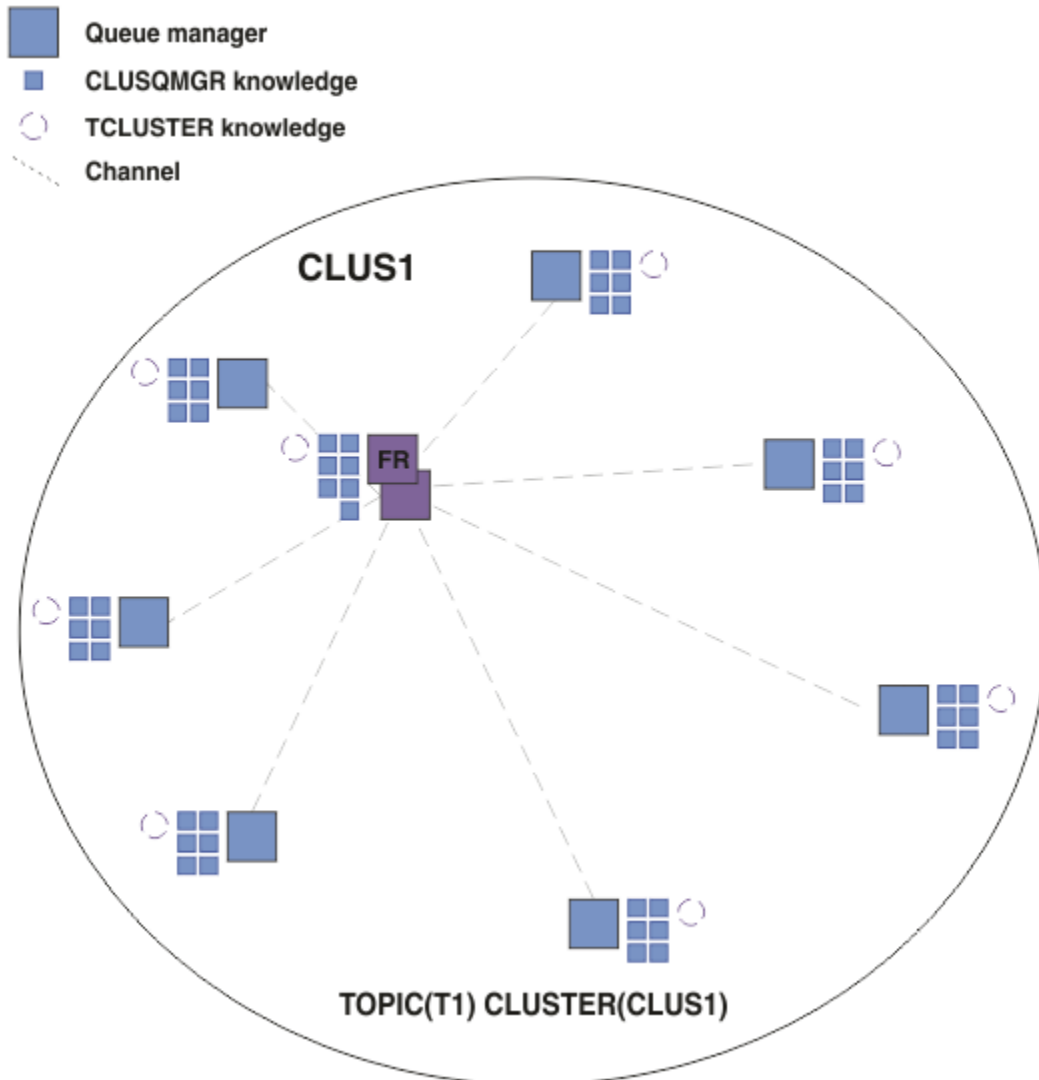 Queue manager
CLUSQMGR knowledge
TCLUSTER knowledge
Channel
CLUS1
FR
TOPIC(T1) CLUSTER(CLUS1)